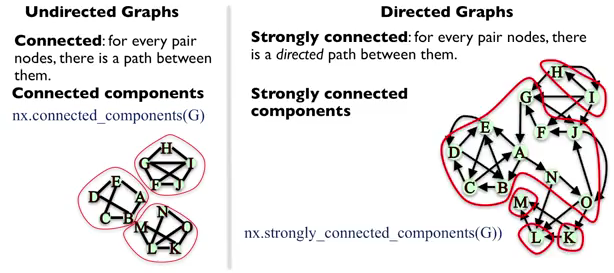 Undirected Graphs
Connected: for every pair
nodes, there is a path between
them.
Connected components
nx.connected_components(G)
H
G I
F J
E
D A
C B
N
M O
L K
Directed Graphs
Strongly connected: for every pair nodes, there
is a directed path between them.
Strongly connected
components
H
G I
E F J
D A
N
C B
M O
L K
nx.strongly_connected_components(G))